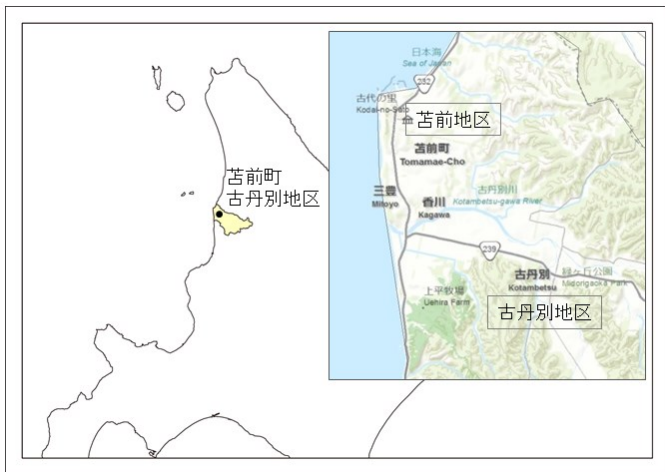 苫前町
古丹別地区
日本海
Sea of Japan
232
古代の里
Kodai-no-Sato
苫前地区
苫前町
Tomamae-Cho
三豊
Mitoyo
香川
Kagawa
古丹別川
Kotambetsu-gawa River
239
古丹別
Kotambetsu
緑ヶ丘公園
Midorigaoka Park
上平牧場
Uehira Farm
古丹別地区